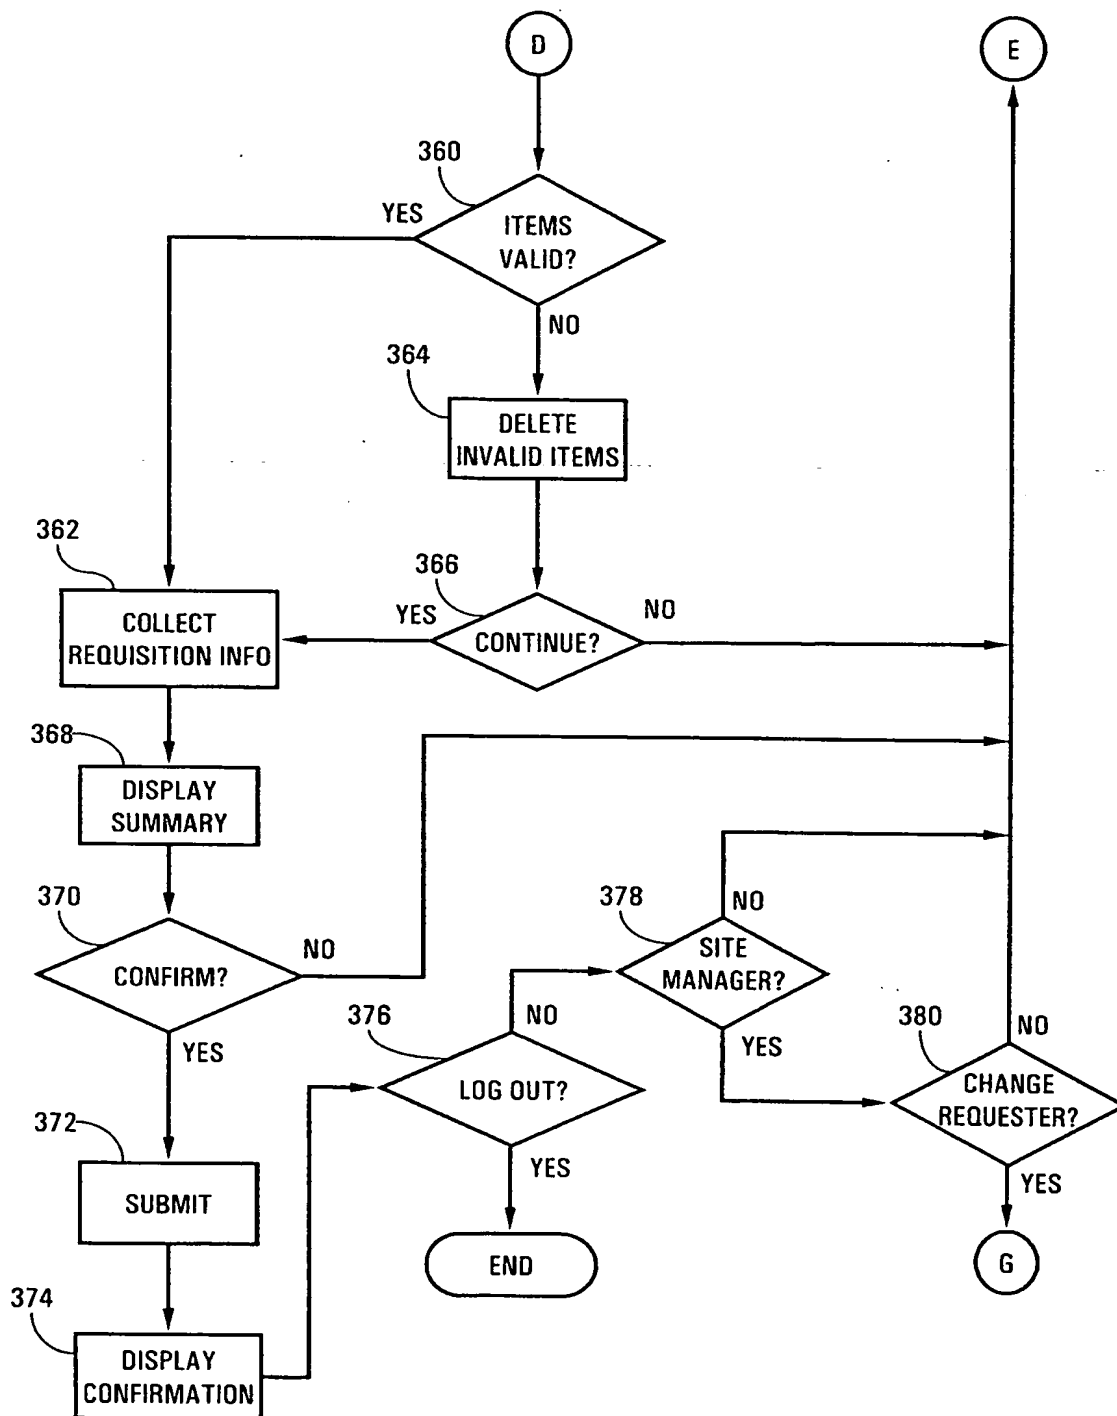 D
E
360
YES
ITEMS
VALID?
NO
364
DELETE
INVALID ITEMS
362
COLLECT
REQUISITION INFO
366
YES
CONTINUE?
NO
368
DISPLAY
SUMMARY
370
CONFIRM?
NO
YES
378
NO
SITE
MANAGER?
YES
376
NO
LOG OUT?
YES
END
380
NO
CHANGE
REQUESTER?
YES
G
372
SUBMIT
374
DISPLAY
CONFIRMATION